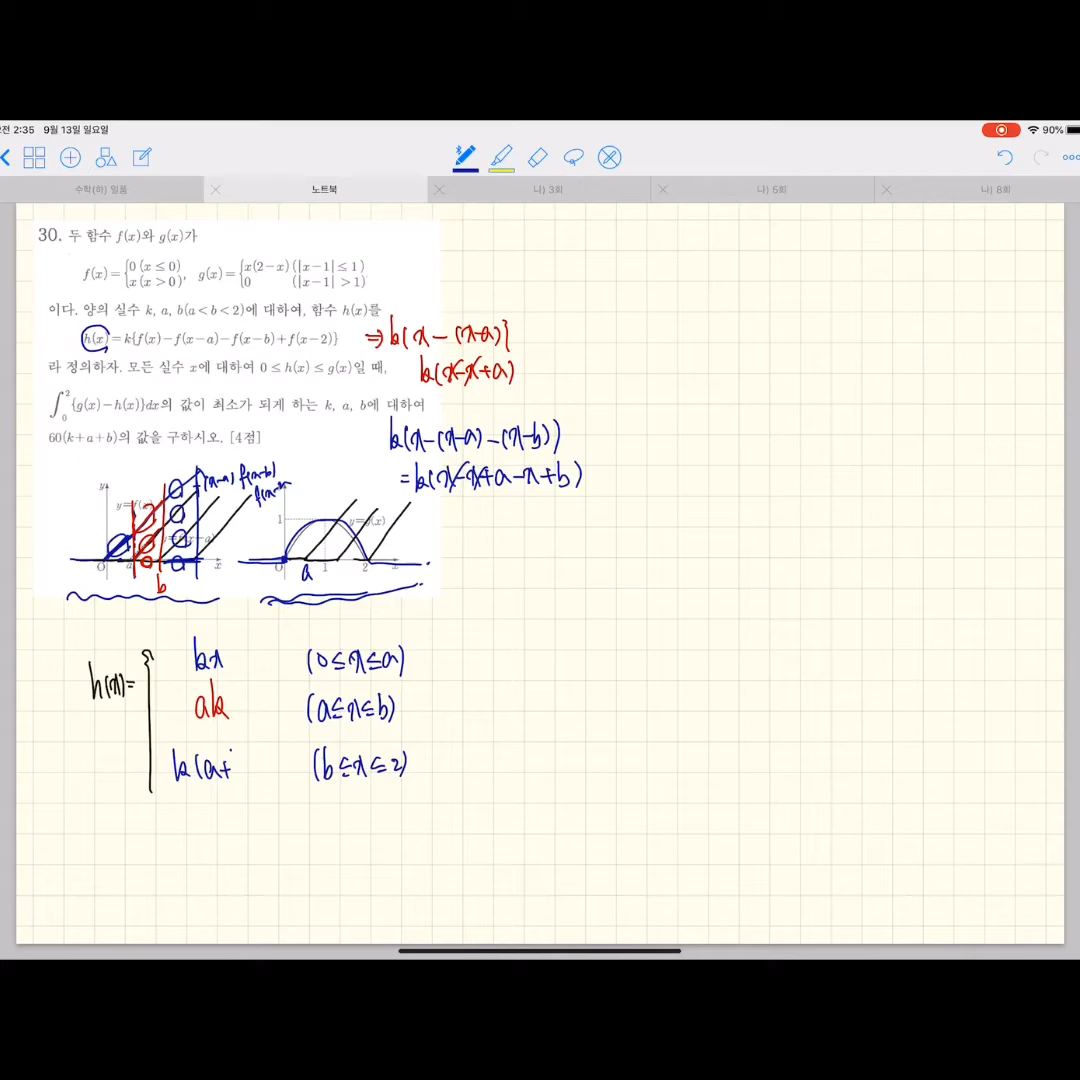 오전 2:35 9월 13일 일요일
90%
수학(하) 일품
노트북
나) 3회
나) 5회
나) 8회
30. 두 함수 f(x)와 g(x)가
f(x)={0 (x≤0) x (x>0), g(x)={x(2-x) (|x-1|≤1) 0 (|x-1|>1)
이다. 양의 실수 k, a, b(a<b<2)에 대하여, 함수 h(x)를
h(x)=k{f(x)-f(x-a)-f(x-b)+f(x-2)}
⇒ k(x-(x-a)}
라 정의하자. 모든 실수 x에 대하여 0≤h(x)≤g(x)일 때,
k(x-x+a)
∫₀²{g(x)-h(x)}dx의 값이 최소가 되게 하는 k, a, b에 대하여
60(k+a+b)의 값을 구하시오. [4점]
k(x-(x-a)-(x-b))
=k(x-x+a-x+b)
f(x-a) f(x-b)
y
y=f(x)
1
y=g(x)
O
x
b
O
a
1
2
x
h(x)=
kx (0≤x≤a)
ak (a≤x≤b)
k(a+ (b≤x≤2)